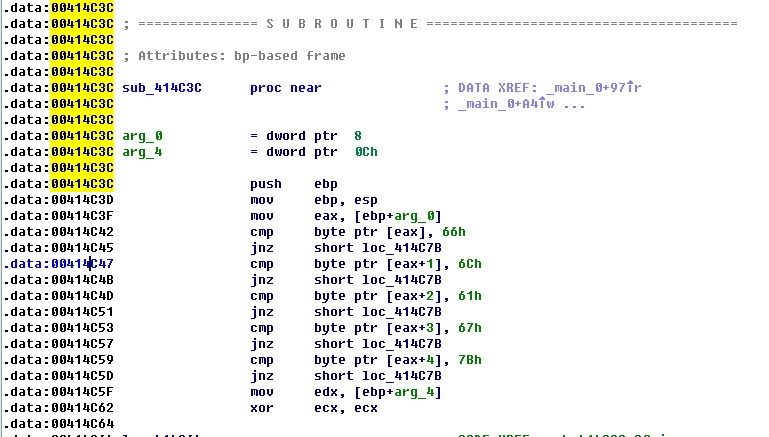 .data:00414C3C
.data:00414C3C ; =============== S U B R O U T I N E =======================================
.data:00414C3C
.data:00414C3C ; Attributes: bp-based frame
.data:00414C3C
.data:00414C3C sub_414C3C proc near ; DATA XREF: _main_0+97↑r
.data:00414C3C ; _main_0+A4↑w ...
.data:00414C3C
.data:00414C3C arg_0 = dword ptr 8
.data:00414C3C arg_4 = dword ptr 0Ch
.data:00414C3C
.data:00414C3C push ebp
.data:00414C3D mov ebp, esp
.data:00414C3F mov eax, [ebp+arg_0]
.data:00414C42 cmp byte ptr [eax], 66h
.data:00414C45 jnz short loc_414C7B
.data:00414C47 cmp byte ptr [eax+1], 6Ch
.data:00414C4B jnz short loc_414C7B
.data:00414C4D cmp byte ptr [eax+2], 61h
.data:00414C51 jnz short loc_414C7B
.data:00414C53 cmp byte ptr [eax+3], 67h
.data:00414C57 jnz short loc_414C7B
.data:00414C59 cmp byte ptr [eax+4], 7Bh
.data:00414C5D jnz short loc_414C7B
.data:00414C5F mov edx, [ebp+arg_4]
.data:00414C62 xor ecx, ecx
.data:00414C64